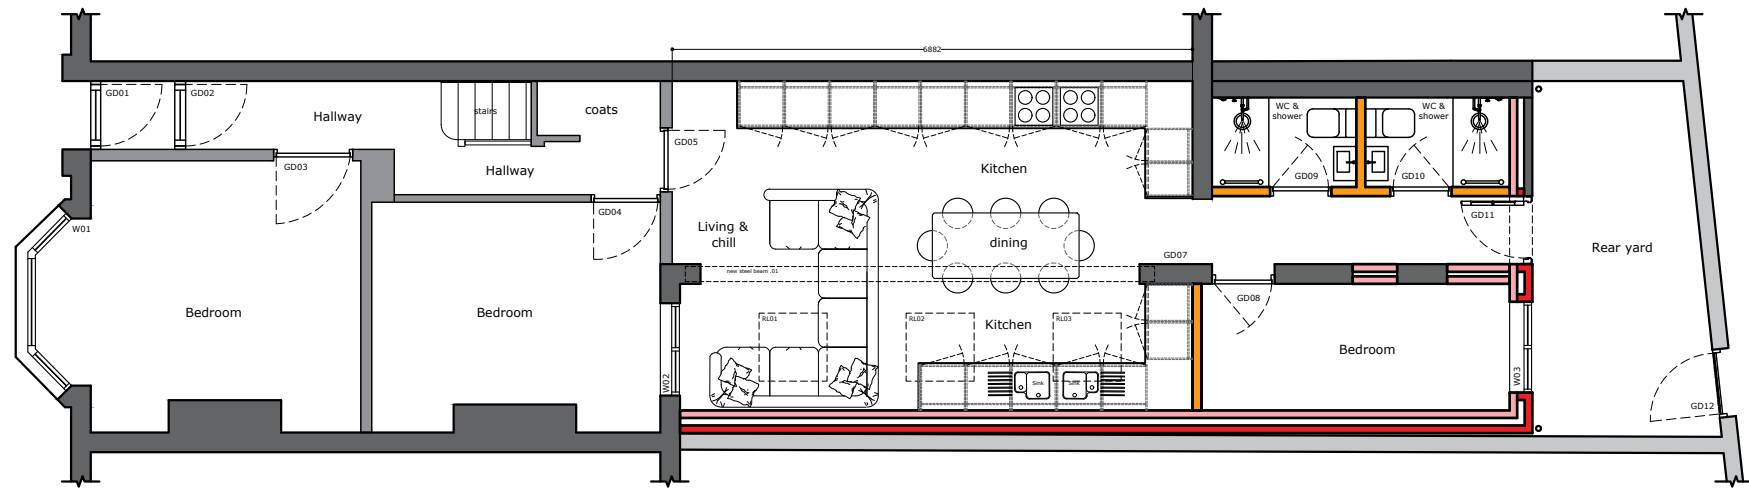 6882
GD01
GD02
Hallway
stairs
coats
GD03
Hallway
GD04
GD05
W01
Bedroom
Bedroom
W02
Living &
chill
Kitchen
dining
new steel beam .01
RL01
RL02
Kitchen
RL03
Sink
Sink
WC &
shower
WC &
shower
GD09
GD10
GD11
GD07
GD08
Bedroom
W03
Rear yard
GD12